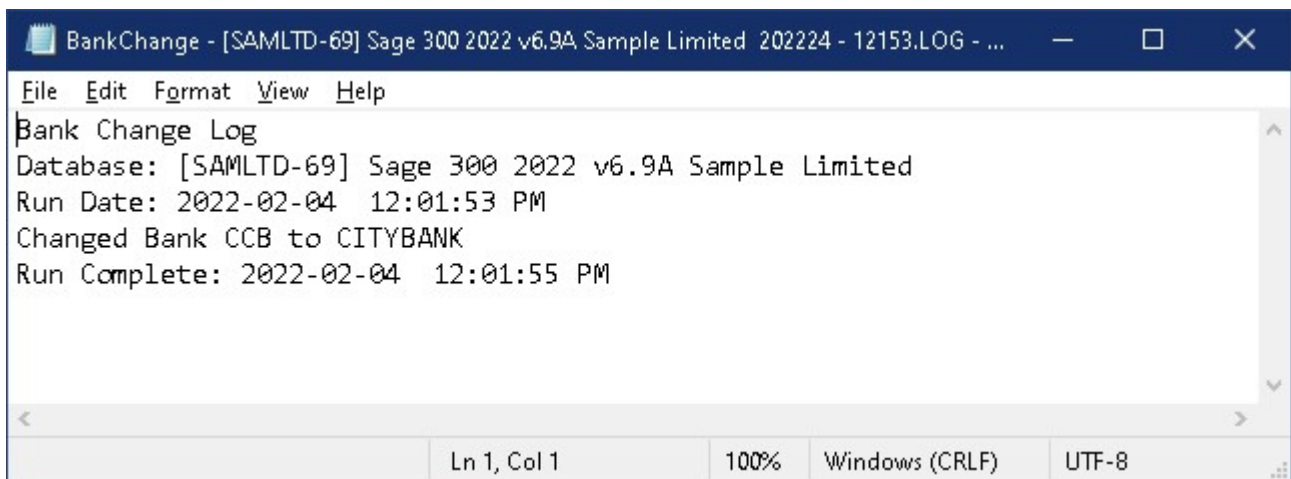 BankChange - [SAMLTD-69] Sage 300 2022 v6.9A Sample Limited  202224 - 12153.LOG - ...
File Edit Format View Help
Bank Change Log
Database: [SAMLTD-69] Sage 300 2022 v6.9A Sample Limited
Run Date: 2022-02-04  12:01:53 PM
Changed Bank CCB to CITYBANK
Run Complete: 2022-02-04  12:01:55 PM
Ln 1, Col 1 100% Windows (CRLF) UTF-8